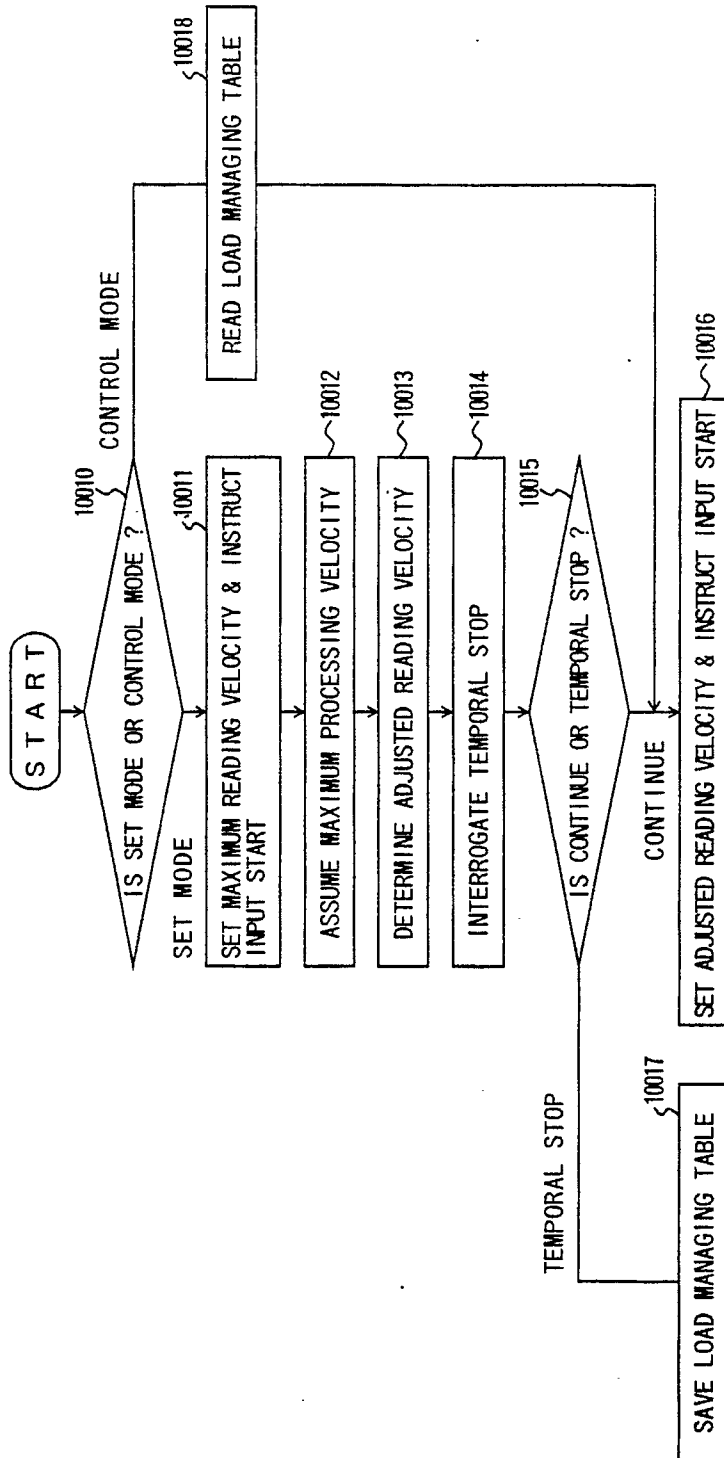 START
10010
IS SET MODE OR CONTROL MODE ?
CONTROL MODE
10018
READ LOAD MANAGING TABLE
SET MODE
10011
SET MAXIMUM READING VELOCITY & INSTRUCT
INPUT START
10012
ASSUME MAXIMUM PROCESSING VELOCITY
10013
DETERMINE ADJUSTED READING VELOCITY
10014
INTERROGATE TEMPORAL STOP
10015
IS CONTINUE OR TEMPORAL STOP ?
TEMPORAL STOP
CONTINUE
10017
SAVE LOAD MANAGING TABLE
10016
SET ADJUSTED READING VELOCITY & INSTRUCT INPUT START